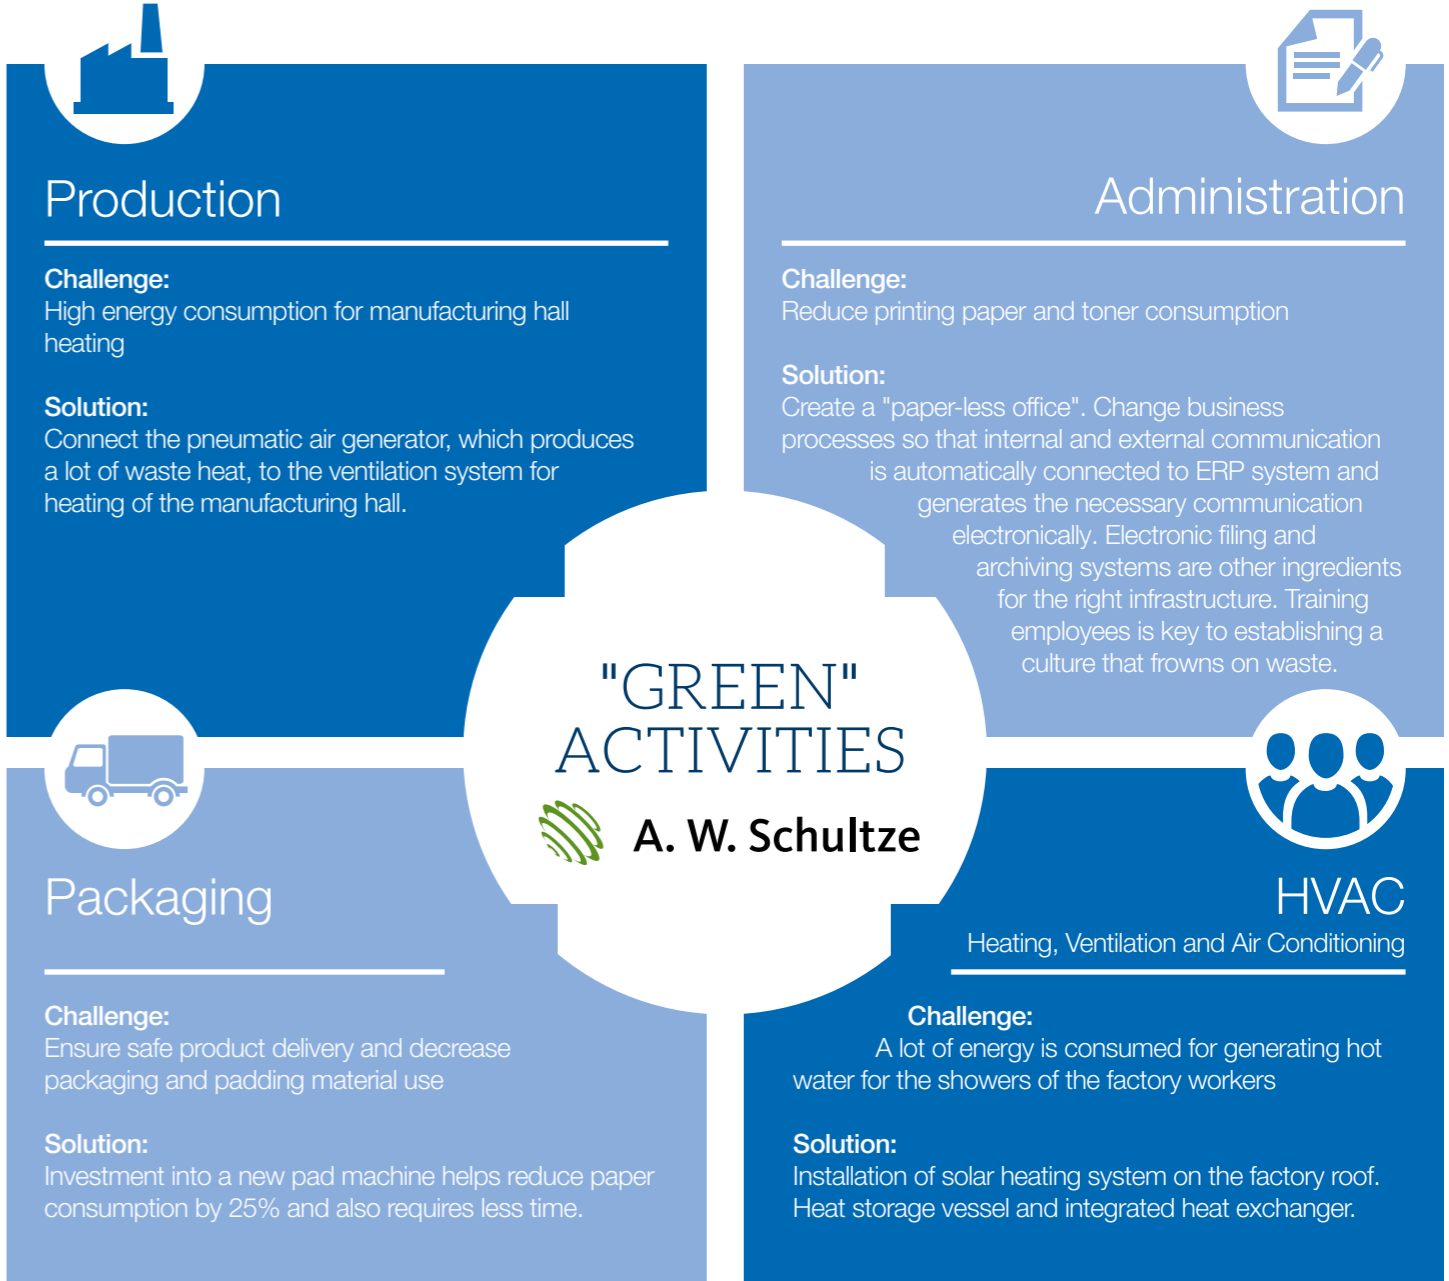 Production
Challenge:
High energy consumption for manufacturing hall
heating
Solution:
Connect the pneumatic air generator, which produces
a lot of waste heat, to the ventilation system for
heating of the manufacturing hall.
Administration
Challenge:
Reduce printing paper and toner consumption
Solution:
Create a "paper-less office". Change business
processes so that internal and external communication
is automatically connected to ERP system and
generates the necessary communication
electronically. Electronic filing and
archiving systems are other ingredients
for the right infrastructure. Training
employees is key to establishing a
culture that frowns on waste.
"GREEN"
ACTIVITIES
A. W. Schultze
Packaging
Challenge:
Ensure safe product delivery and decrease
packaging and padding material use
Solution:
Investment into a new pad machine helps reduce paper
consumption by 25% and also requires less time.
HVAC
Heating, Ventilation and Air Conditioning
Challenge:
A lot of energy is consumed for generating hot
water for the showers of the factory workers
Solution:
Installation of solar heating system on the factory roof.
Heat storage vessel and integrated heat exchanger.